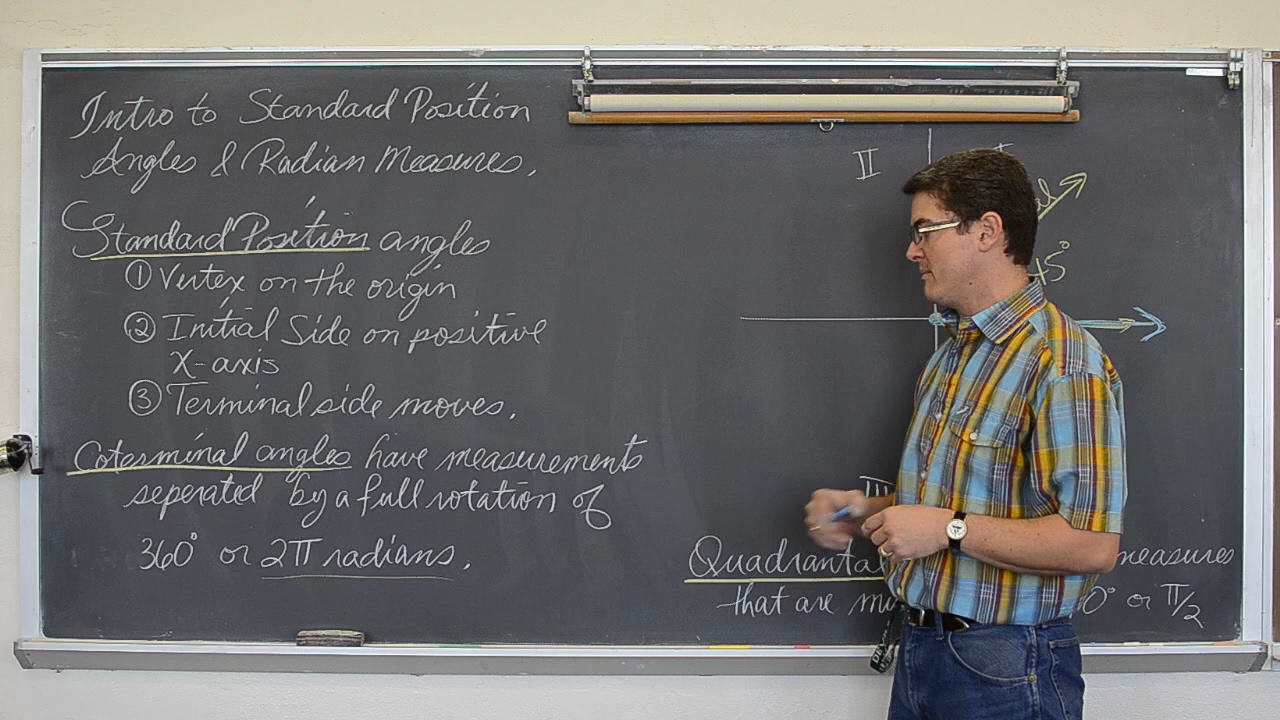 Intro to Standard Position
Angles & Radian Measures.
Standard Position angles
① Vertex on the origin
② Initial Side on positive
X-axis
③ Terminal side moves.
Coterminal angles have measurements
seperated by a full rotation of
360° or 2π radians.
II
I
45°
III
Quadrantal measures
that are 0° or π/2